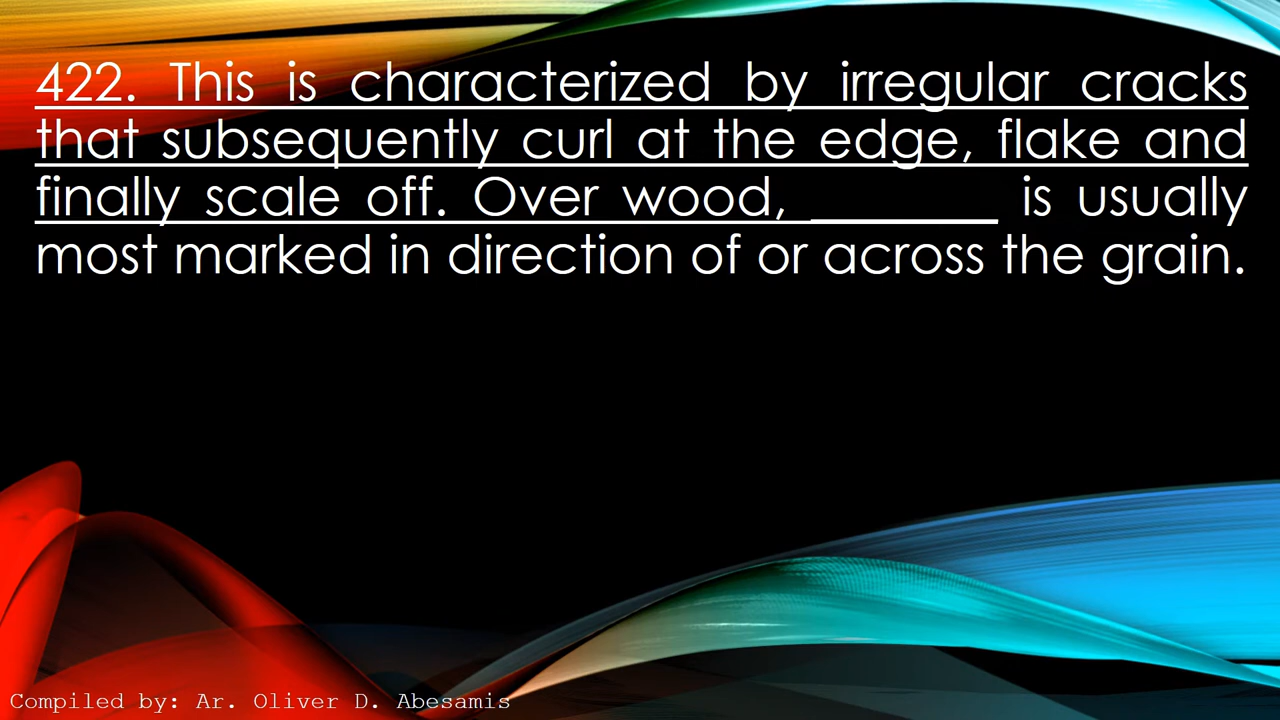 422. This is characterized by irregular cracks
that subsequently curl at the edge, flake and
finally scale off. Over wood, _______ is usually
most marked in direction of or across the grain.
Compiled by: Ar. Oliver D. Abesamis